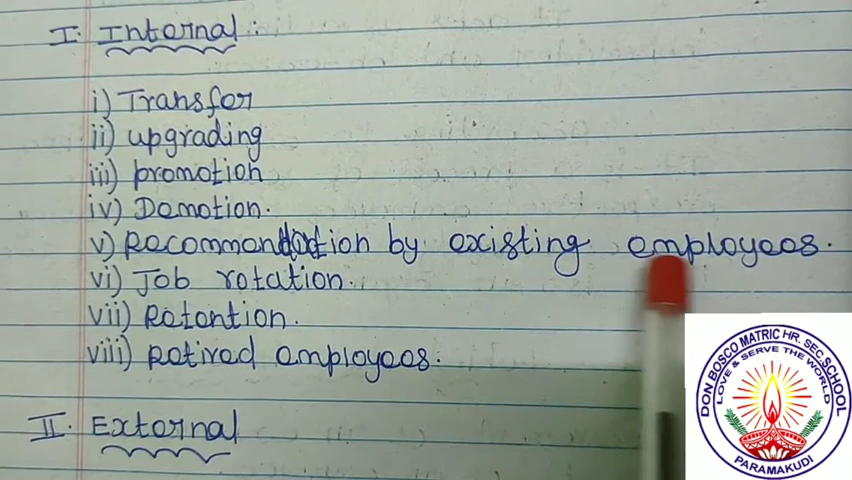 I. Internal :
i) Transfer
ii) upgrading
iii) promotion
iv) Demotion.
v) Recommendation by existing employees.
vi) Job rotation.
vii) Retention.
viii) Retired employees.
II. External
DON BOSCO MATRIC HR. SEC. SCHOOL
LOVE & SERVE THE WORLD
PARAMAKUDI